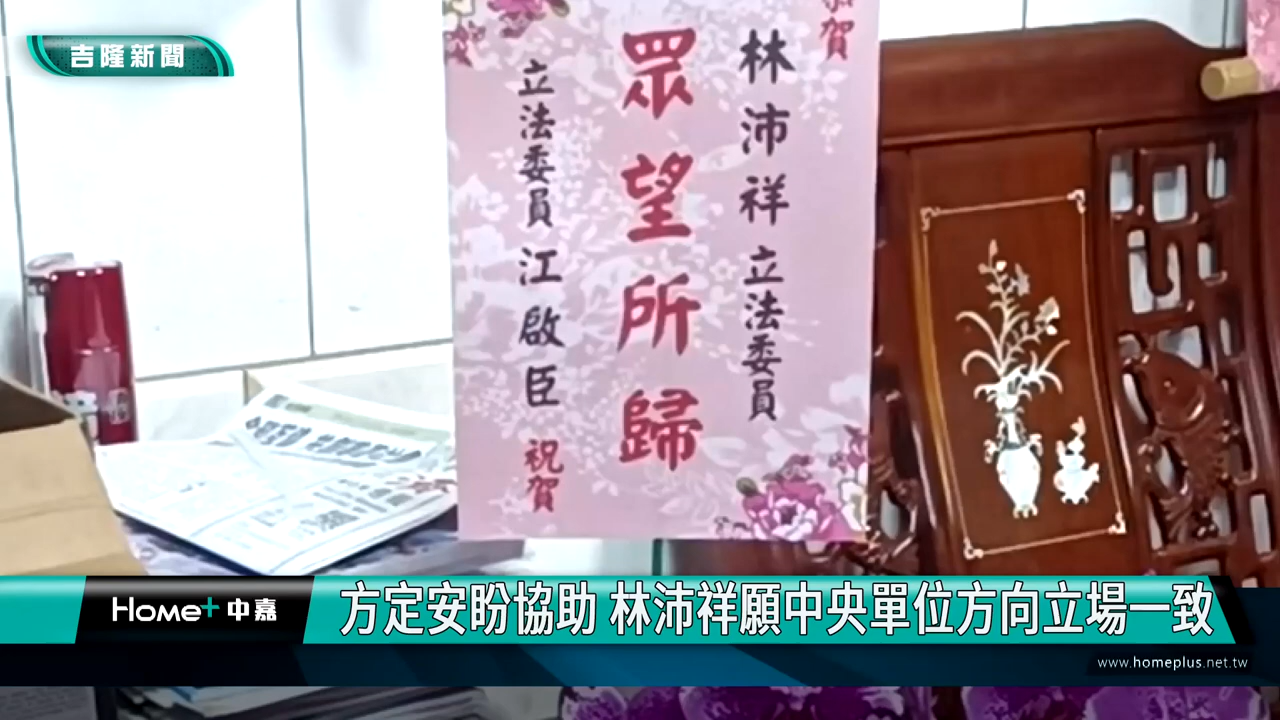 吉隆新聞
恭賀
林沛祥立法委員
眾望所歸
立法委員江啟臣祝賀
Home+中嘉
方定安盼協助 林沛祥願中央單位方向立場一致
www.homeplus.net.tw